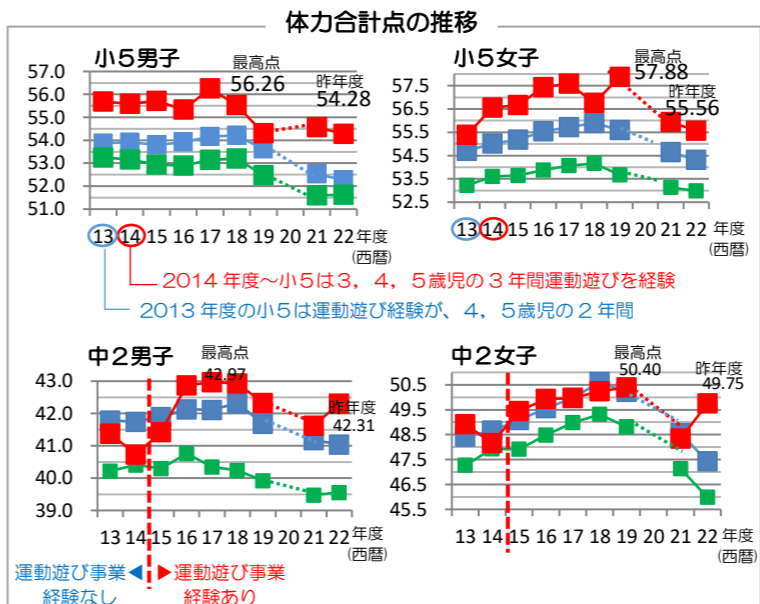 体力合計点の推移
小5男子
最高点
56.26
昨年度
54.28
57.0
56.0
55.0
54.0
53.0
52.0
51.0
13 14 15 16 17 18 19 20 21 22 年度
(西暦)
小5女子
最高点
57.88
昨年度
55.56
57.5
56.5
55.5
54.5
53.5
52.5
13 14 15 16 17 18 19 20 21 22 年度
(西暦)
2014年度～小5は3，4，5歳児の3年間運動遊びを経験
2013年度の小5は運動遊び経験が、4，5歳児の2年間
中2男子
最高点
42.97
昨年度
42.31
43.0
42.0
41.0
40.0
39.0
13 14 15 16 17 18 19 20 21 22 年度
(西暦)
中2女子
最高点
50.40
昨年度
49.75
50.5
49.5
48.5
47.5
46.5
45.5
13 14 15 16 17 18 19 20 21 22 年度
(西暦)
運動遊び事業◀
経験なし
▶運動遊び事業
経験あり